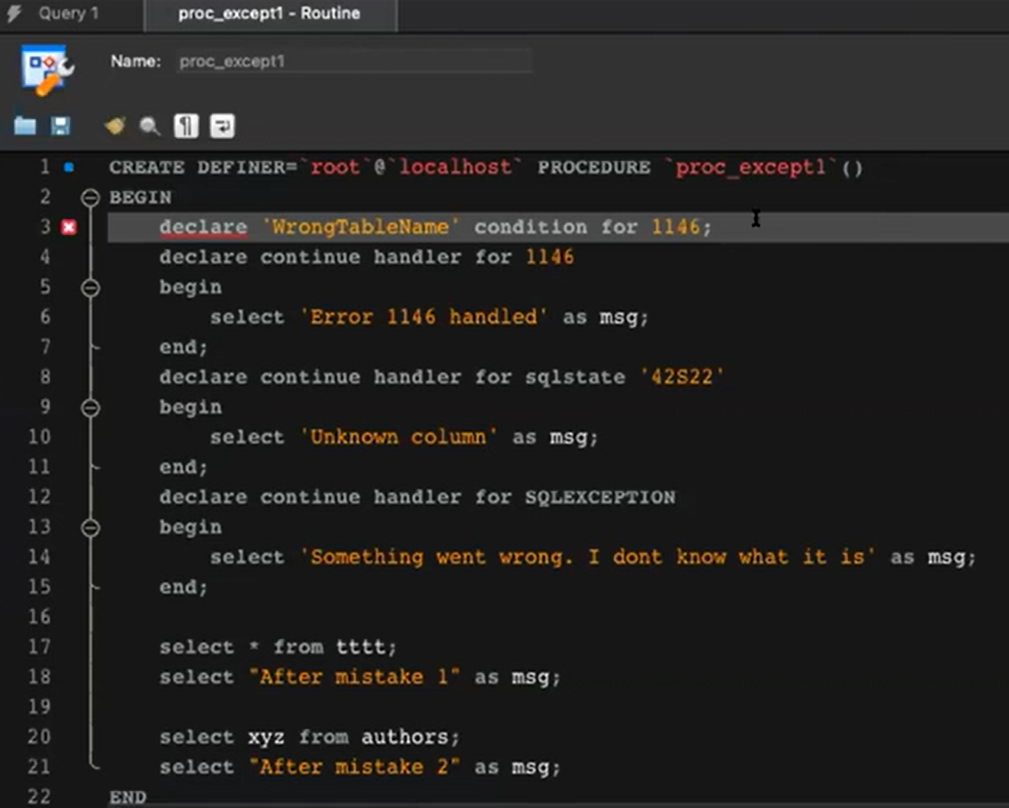 Query 1
proc_except1 - Routine
Name: proc_except1
1 CREATE DEFINER=`root`@`localhost` PROCEDURE `proc_except1`()
2 BEGIN
3 declare 'WrongTableName' condition for 1146;
4 declare continue handler for 1146
5 begin
6 select 'Error 1146 handled' as msg;
7 end;
8 declare continue handler for sqlstate '42S22'
9 begin
10 select 'Unknown column' as msg;
11 end;
12 declare continue handler for SQLEXCEPTION
13 begin
14 select 'Something went wrong. I dont know what it is' as msg;
15 end;
16
17 select * from tttt;
18 select "After mistake 1" as msg;
19
20 select xyz from authors;
21 select "After mistake 2" as msg;
22 END